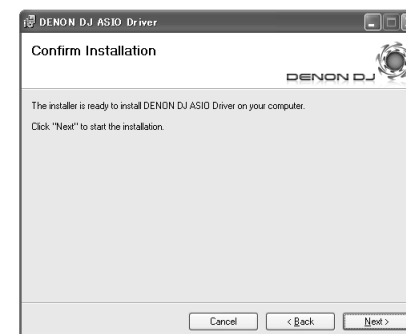 DENON DJ ASIO Driver
Confirm Installation
DENON DJ
The installer is ready to install DENON DJ ASIO Driver on your computer.
Click "Next" to start the installation.
Cancel < Back Next >